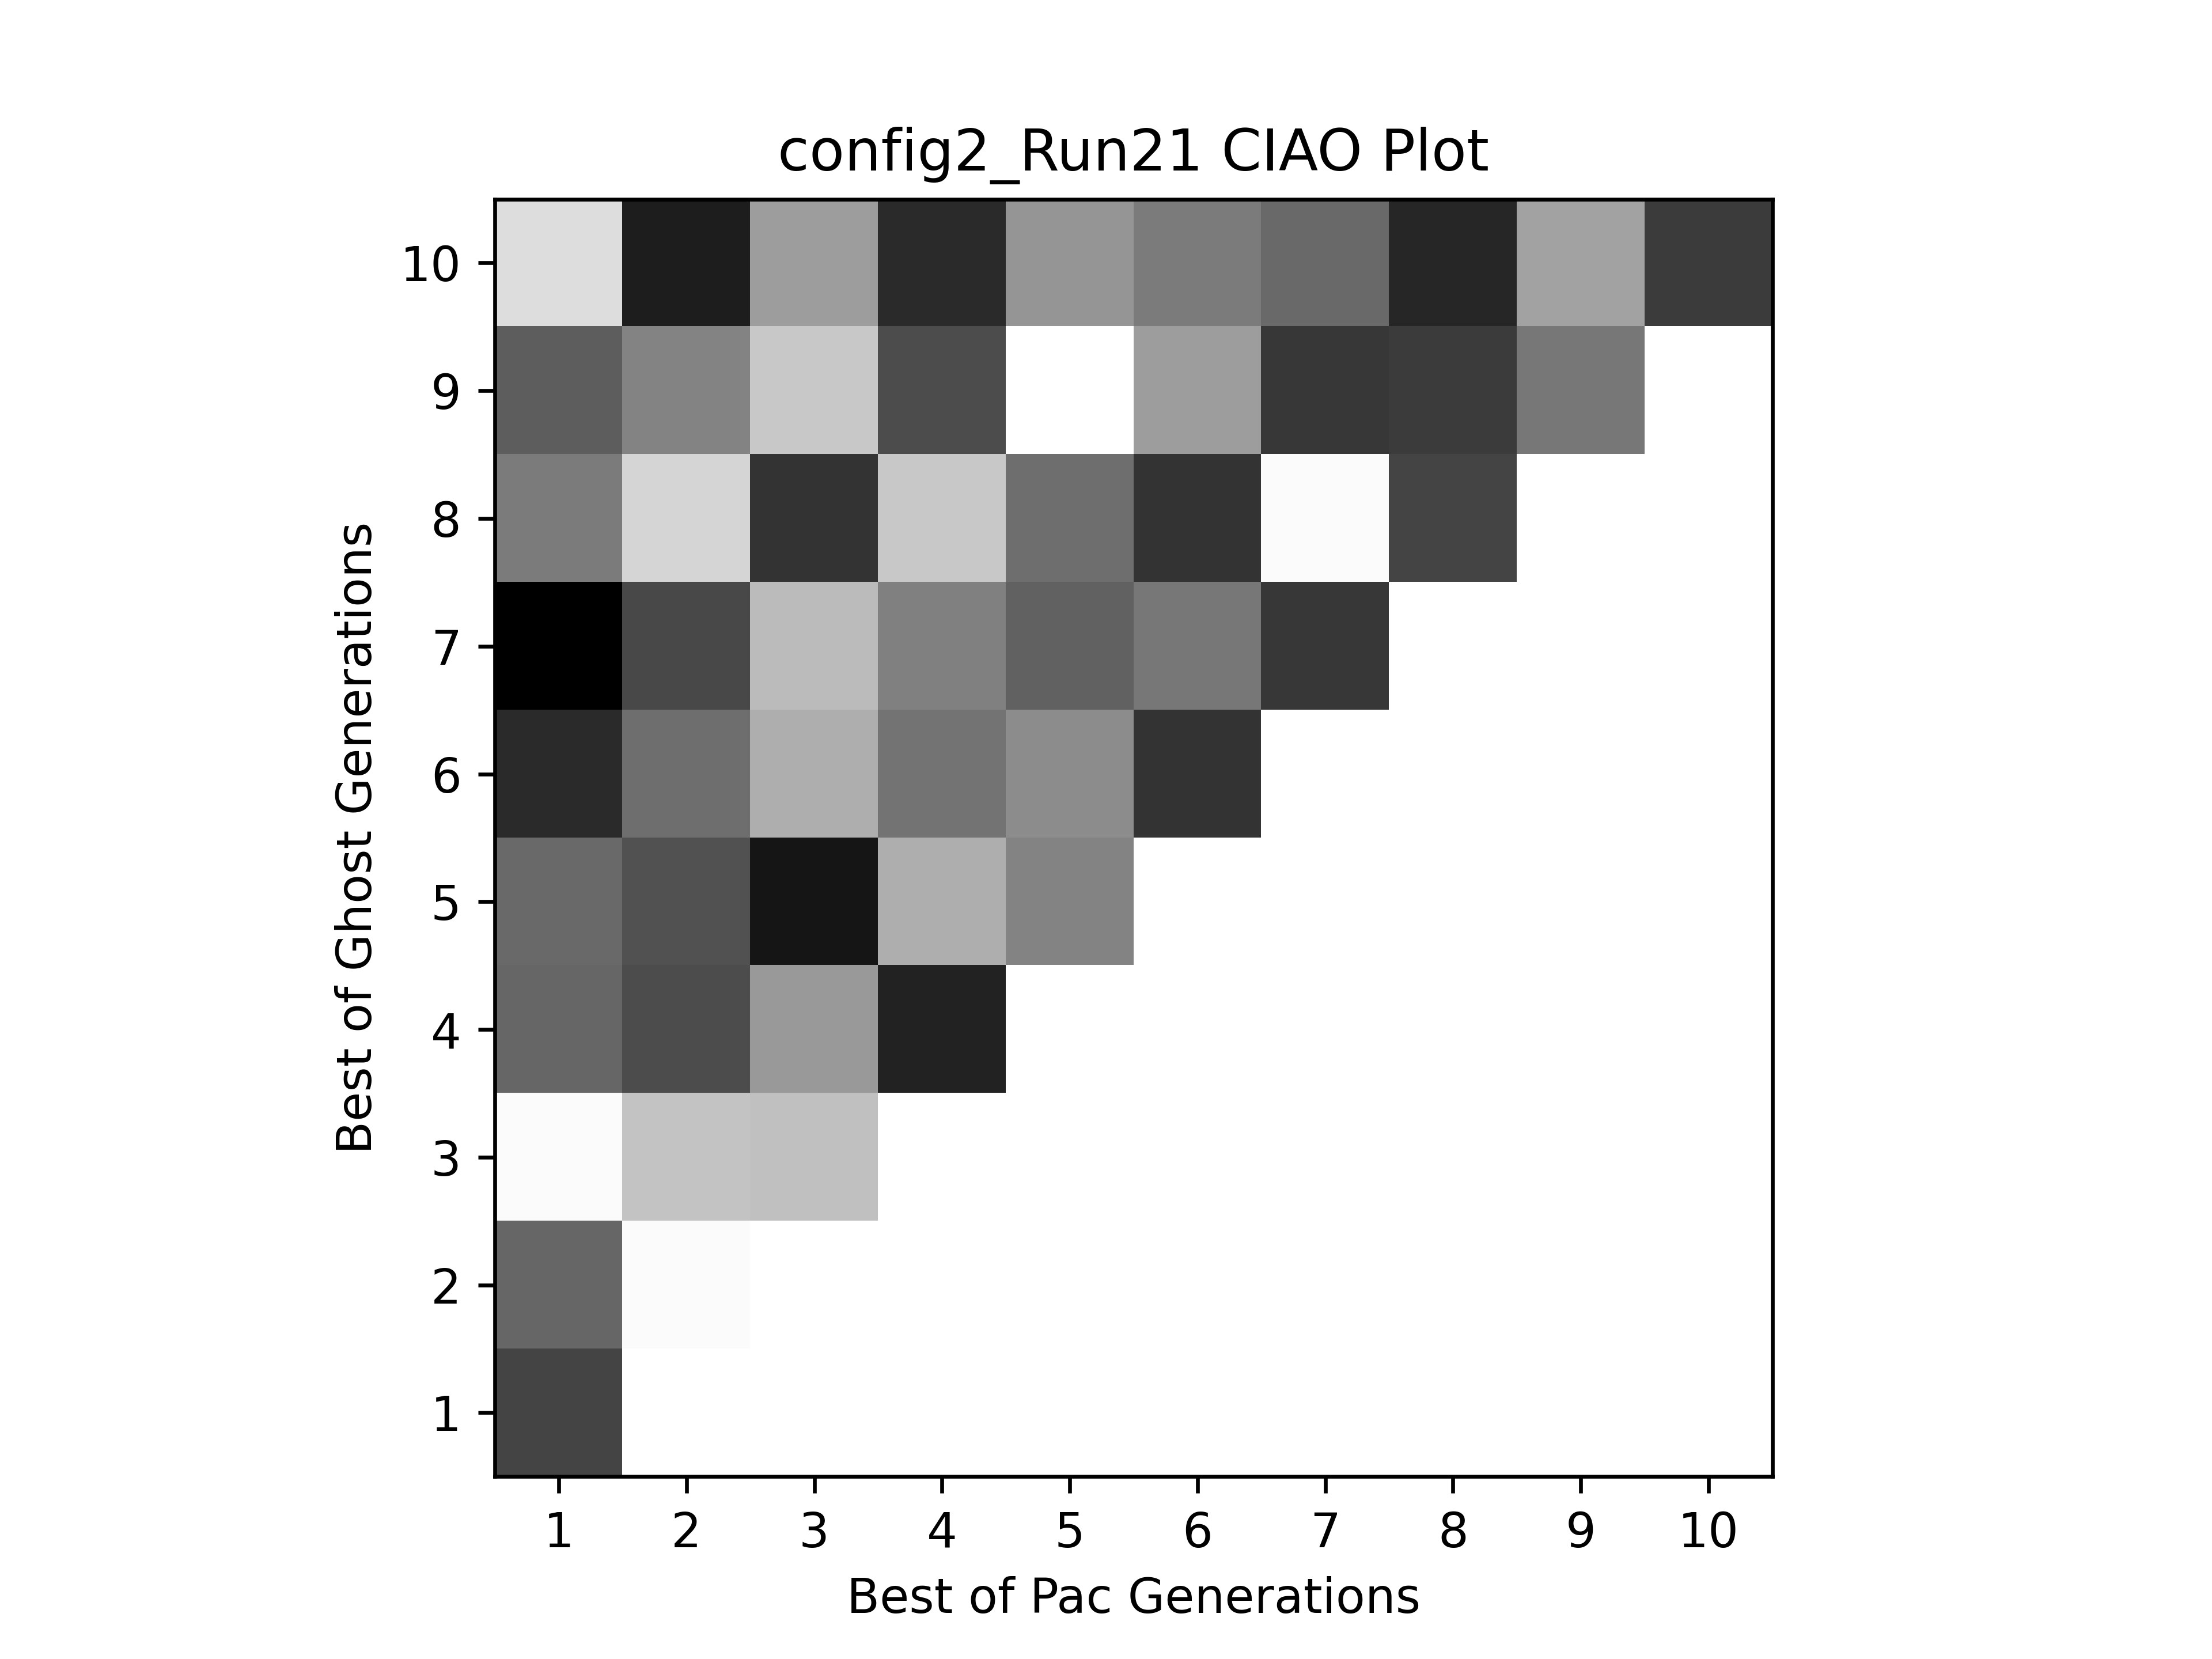 config2_Run21 CIAO Plot
Best of Ghost Generations
10
9
8
7
6
5
4
3
2
1
1 2 3 4 5 6 7 8 9 10
Best of Pac Generations